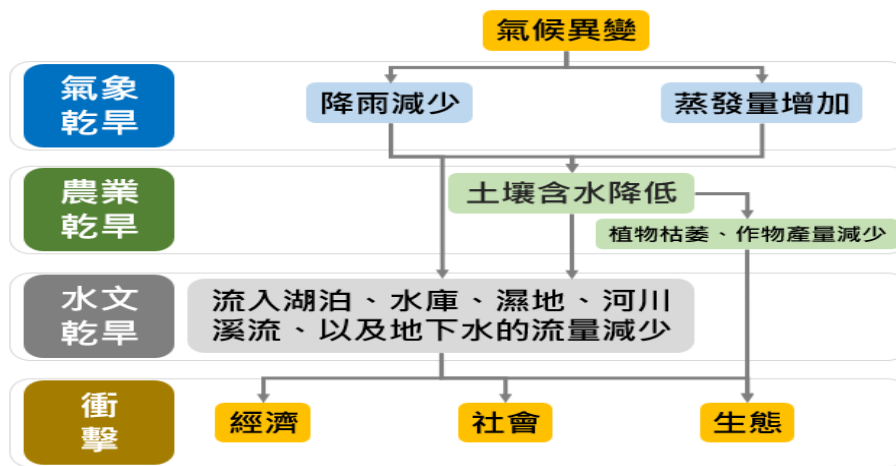 氣候異變
氣象
乾旱
降雨減少
蒸發量增加
農業
乾旱
土壤含水降低
植物枯萎、作物產量減少
水文
乾旱
流入湖泊、水庫、濕地、河川
溪流、以及地下水的流量減少
衝
擊
經濟
社會
生態